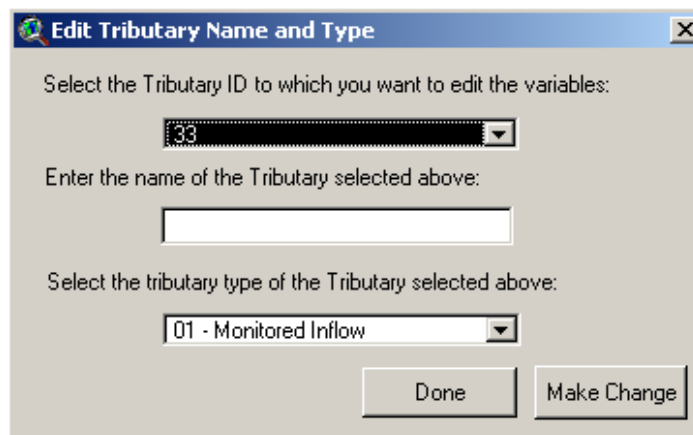 Edit Tributary Name and Type
Select the Tributary ID to which you want to edit the variables:
33
Enter the name of the Tributary selected above:
Select the tributary type of the Tributary selected above:
01 - Monitored Inflow
Done
Make Change